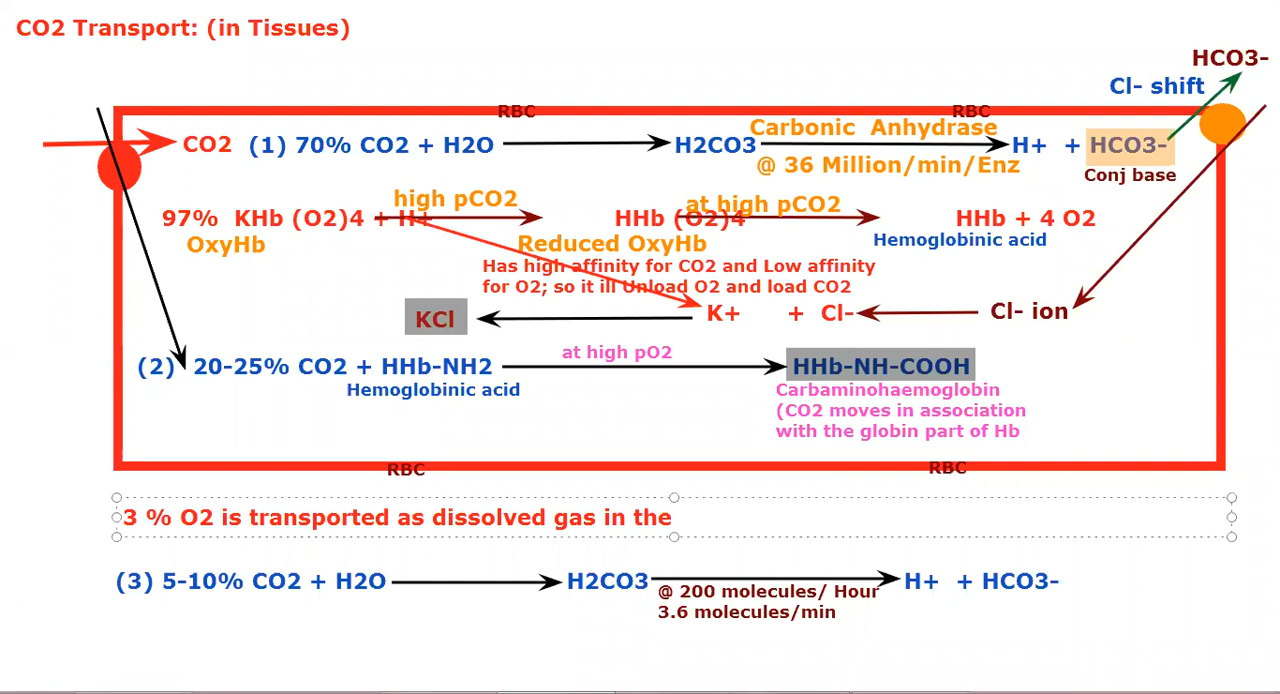 CO2 Transport: (in Tissues)
HCO3-
Cl- shift
RBC RBC
CO2 (1) 70% CO2 + H2O H2CO3 Carbonic Anhydrase H+ + HCO3-
@ 36 Million/min/Enz
Conj base
97% KHb (O2)4 + H+ high pCO2 HHb (O2)4 at high pCO2 HHb + 4 O2
OxyHb Reduced OxyHb Hemoglobinic acid
Has high affinity for CO2 and Low affinity
for O2; so it ill Unload O2 and load CO2
KCl K+ + Cl- Cl- ion
(2) 20-25% CO2 + HHb-NH2 at high pO2 HHb-NH-COOH
Hemoglobinic acid Carbaminohaemoglobin
(CO2 moves in association
with the globin part of Hb
RBC RBC
3 % O2 is transported as dissolved gas in the
(3) 5-10% CO2 + H2O H2CO3 H+ + HCO3-
@ 200 molecules/ Hour
3.6 molecules/min